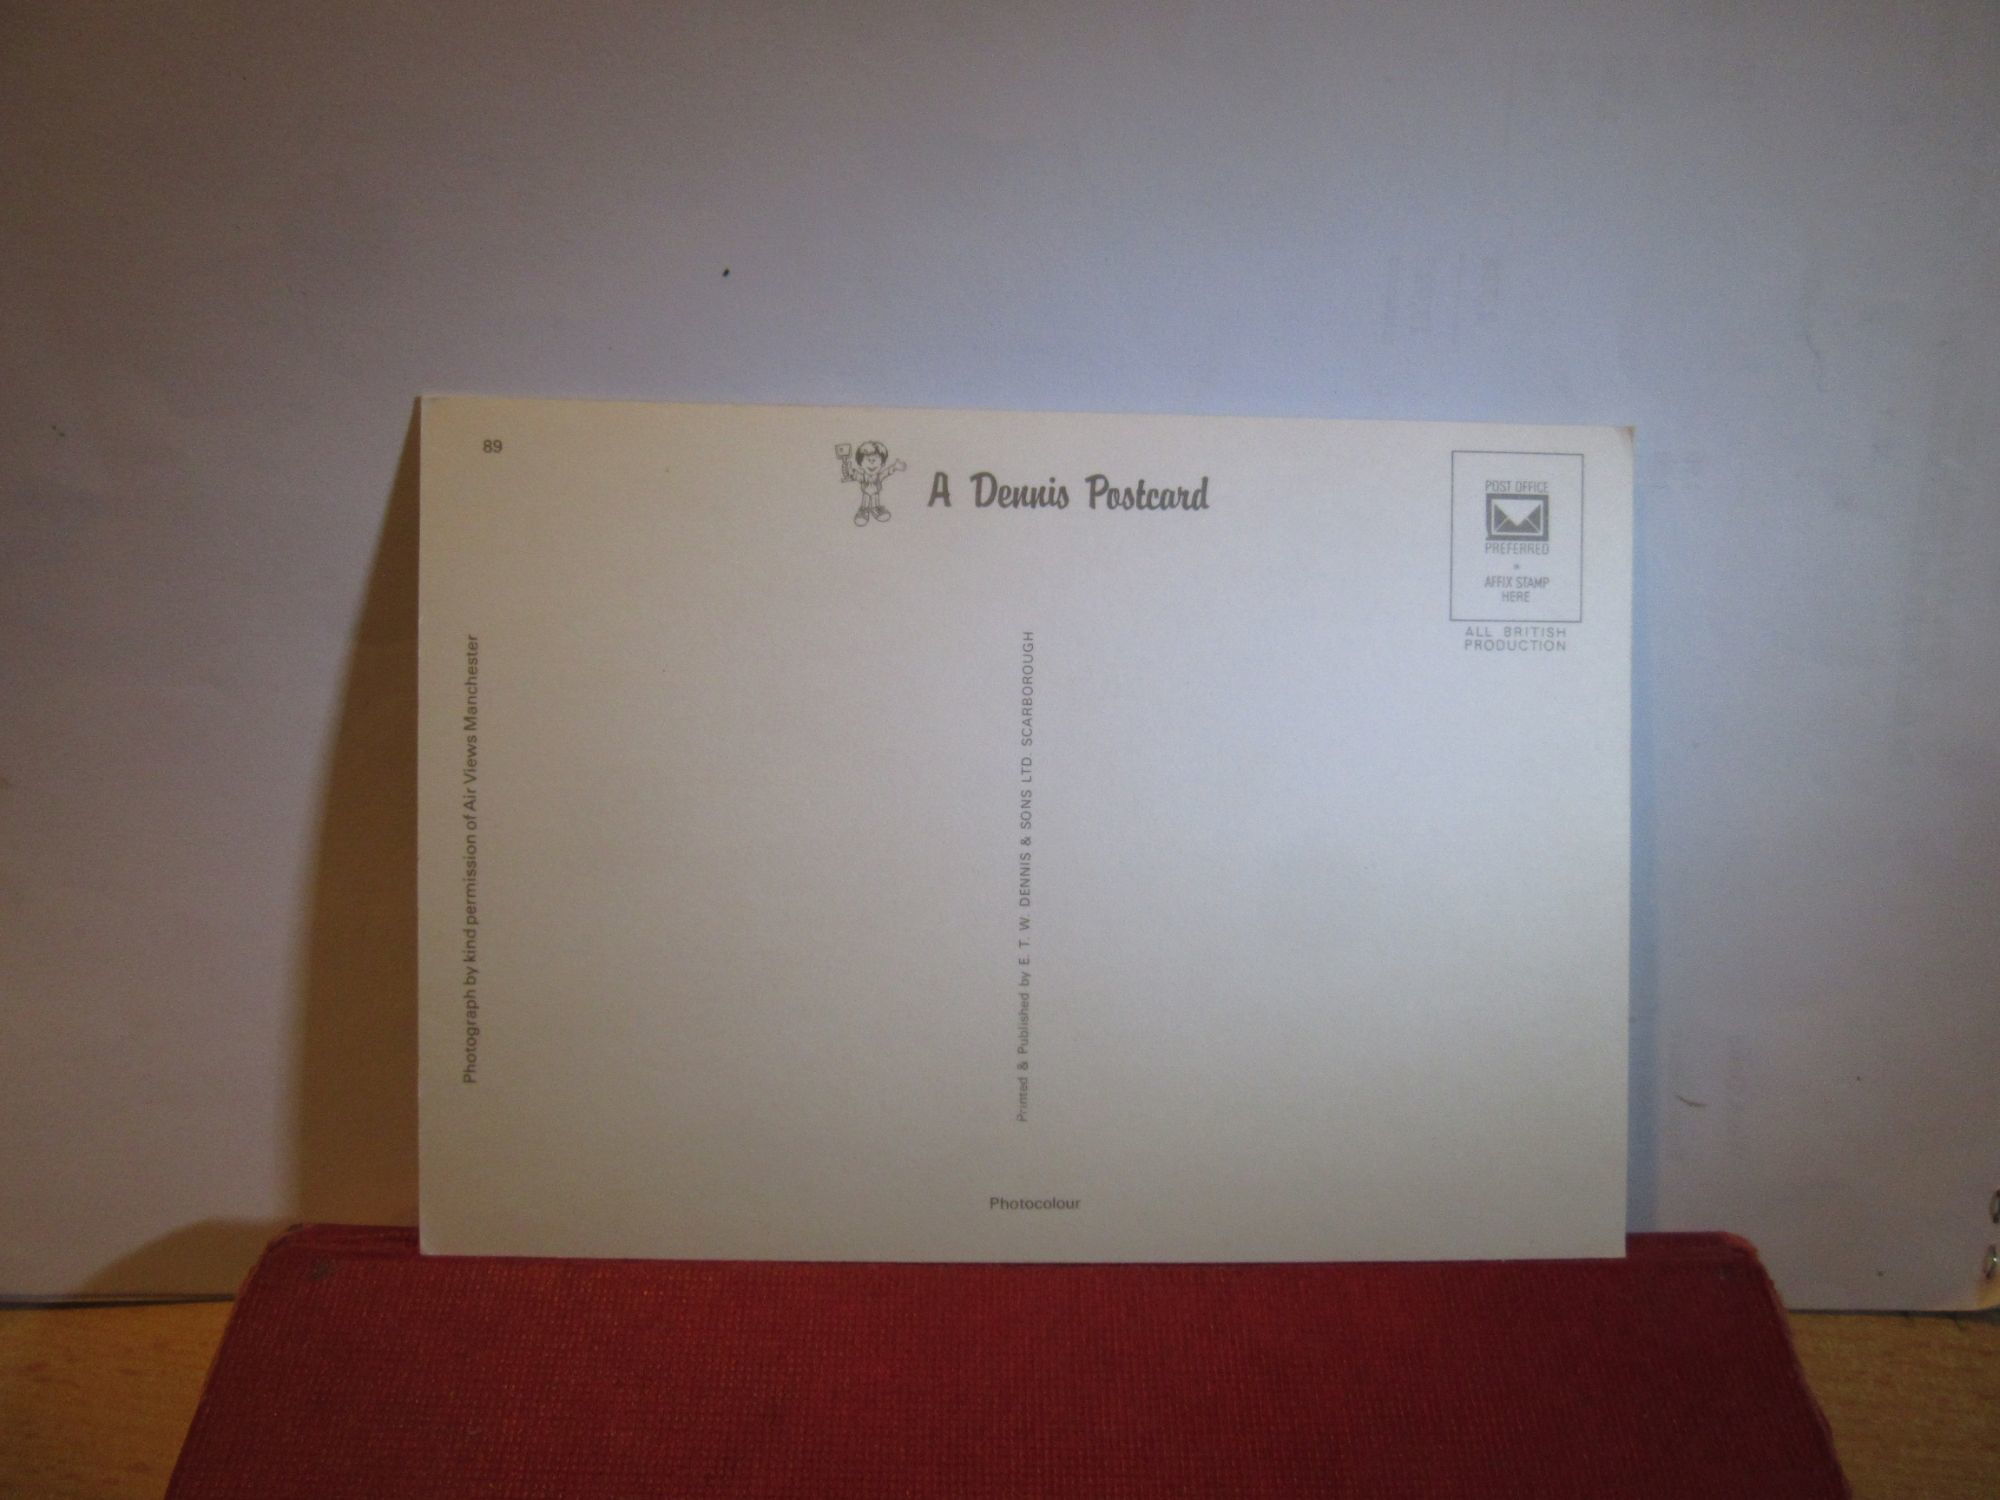 89
A Dennis Postcard
POST OFFICE
PREFERRED
AFFIX STAMP
HERE
ALL BRITISH
PRODUCTION
Photograph by kind permission of Air Views Manchester
Printed & Published by E. T. W. DENNIS & SONS LTD. SCARBOROUGH
Photocolour